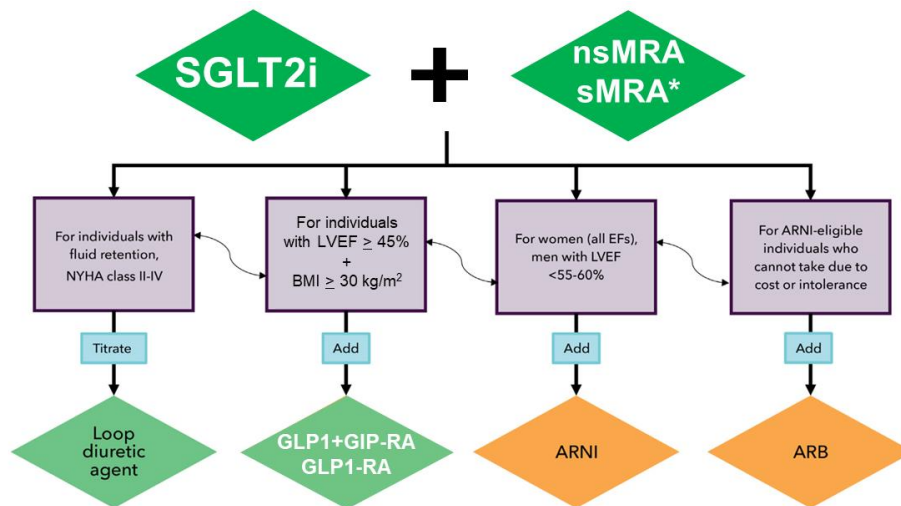 SGLT2i
+
nsMRA
sMRA*
For individuals with
fluid retention,
NYHA class II-IV
For individuals
with LVEF ≥ 45%
+
BMI ≥ 30 kg/m²
For women (all EFs),
men with LVEF
<55-60%
For ARNI-eligible
individuals who
cannot take due to
cost or intolerance
Titrate
Add
Add
Add
Loop
diuretic
agent
GLP1+GIP-RA
GLP1-RA
ARNI
ARB